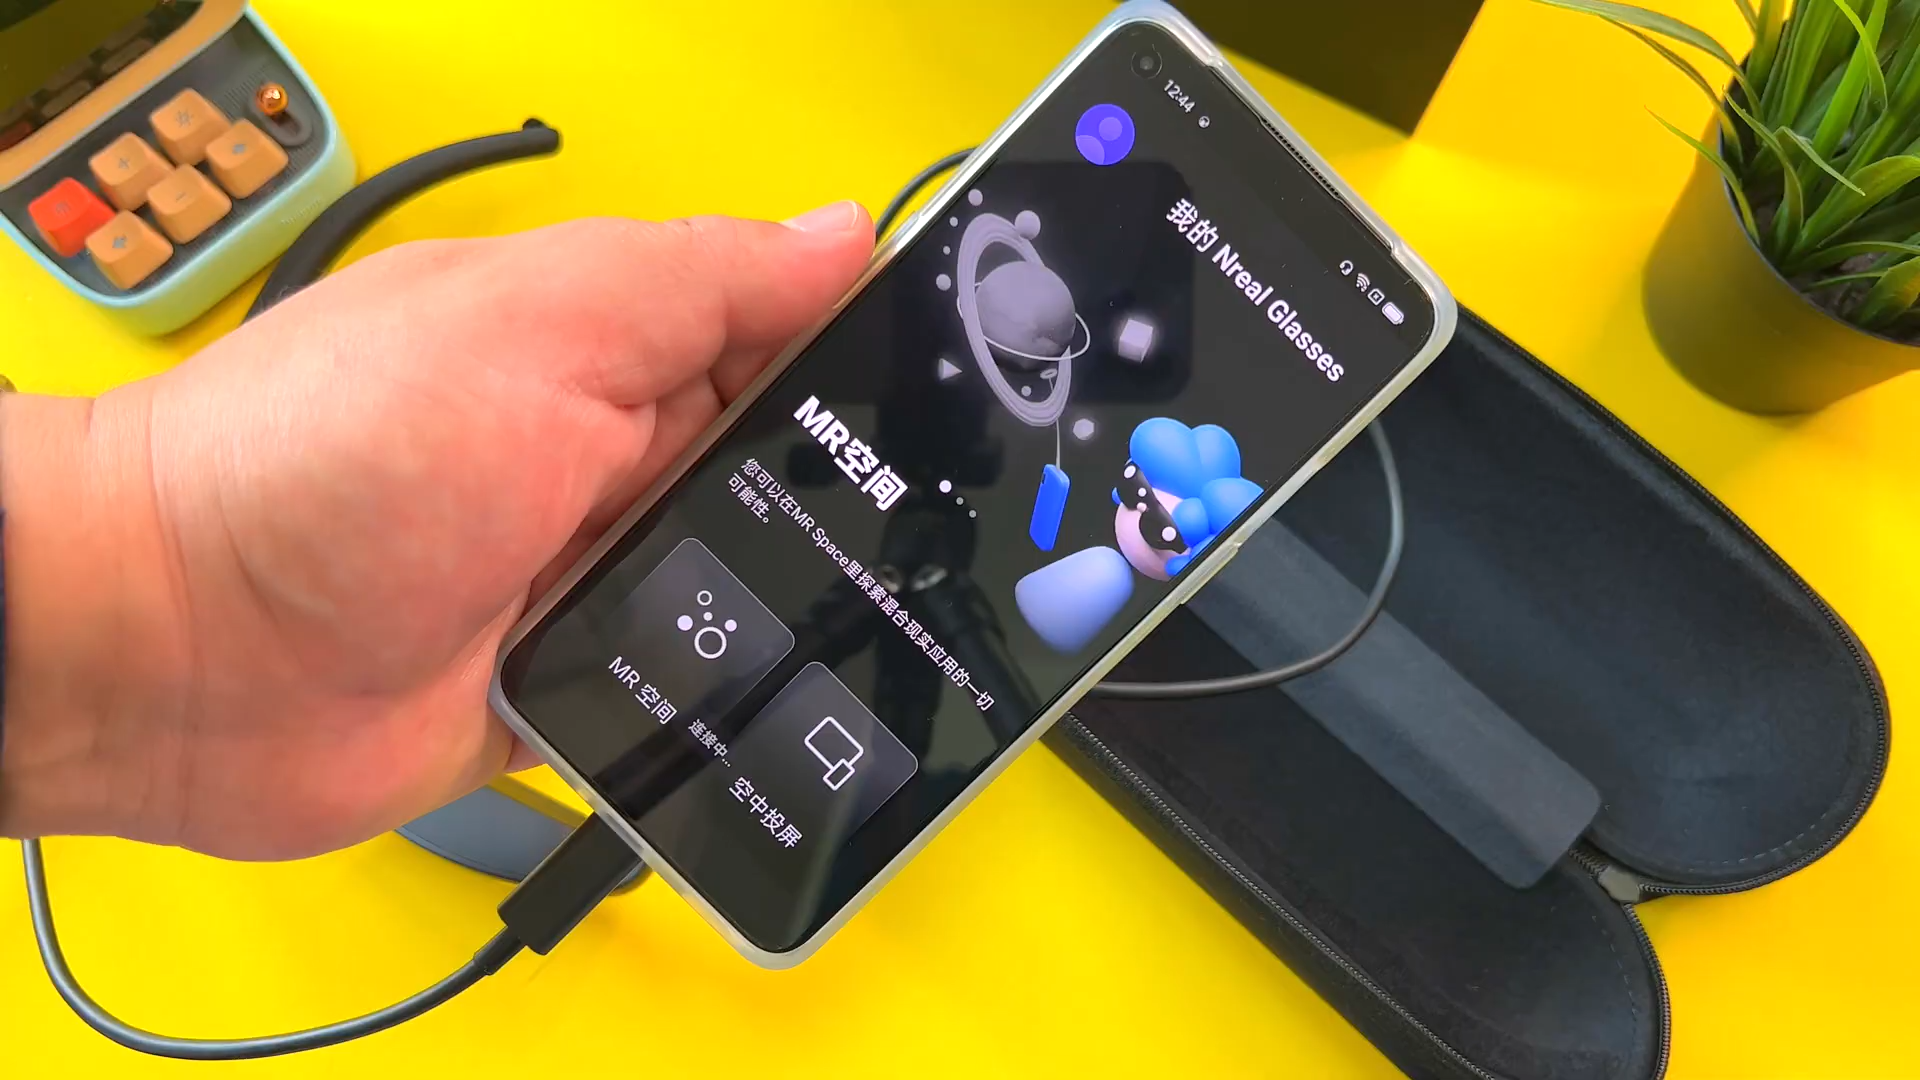 12:44
我的 Nreal Glasses
MR空间
您可以在MR Space里探索混合现实应用的一切
可能性。
MR 空间
连接中...
空中投屏